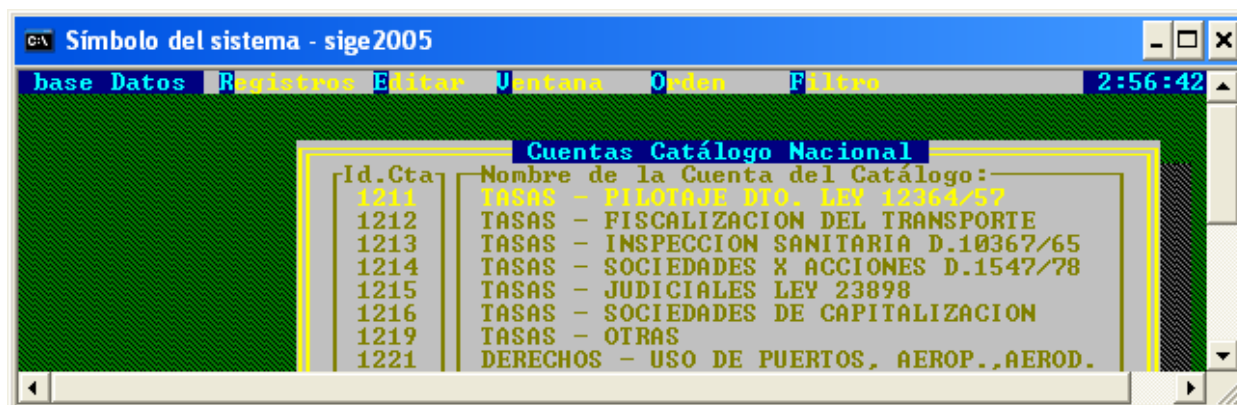 Símbolo del sistema - sige2005
base Datos Registros Editar Ventana Orden Filtro 2:56:42
Cuentas Catálogo Nacional
Id.Cta Nombre de la Cuenta del Catálogo:
1211 TASAS - PILOTAJE DTO. LEY 12364/57
1212 TASAS - FISCALIZACION DEL TRANSPORTE
1213 TASAS - INSPECCION SANITARIA D.10367/65
1214 TASAS - SOCIEDADES X ACCIONES D.1547/78
1215 TASAS - JUDICIALES LEY 23898
1216 TASAS - SOCIEDADES DE CAPITALIZACION
1219 TASAS - OTRAS
1221 DERECHOS - USO DE PUERTOS, AEROP.,AEROD.